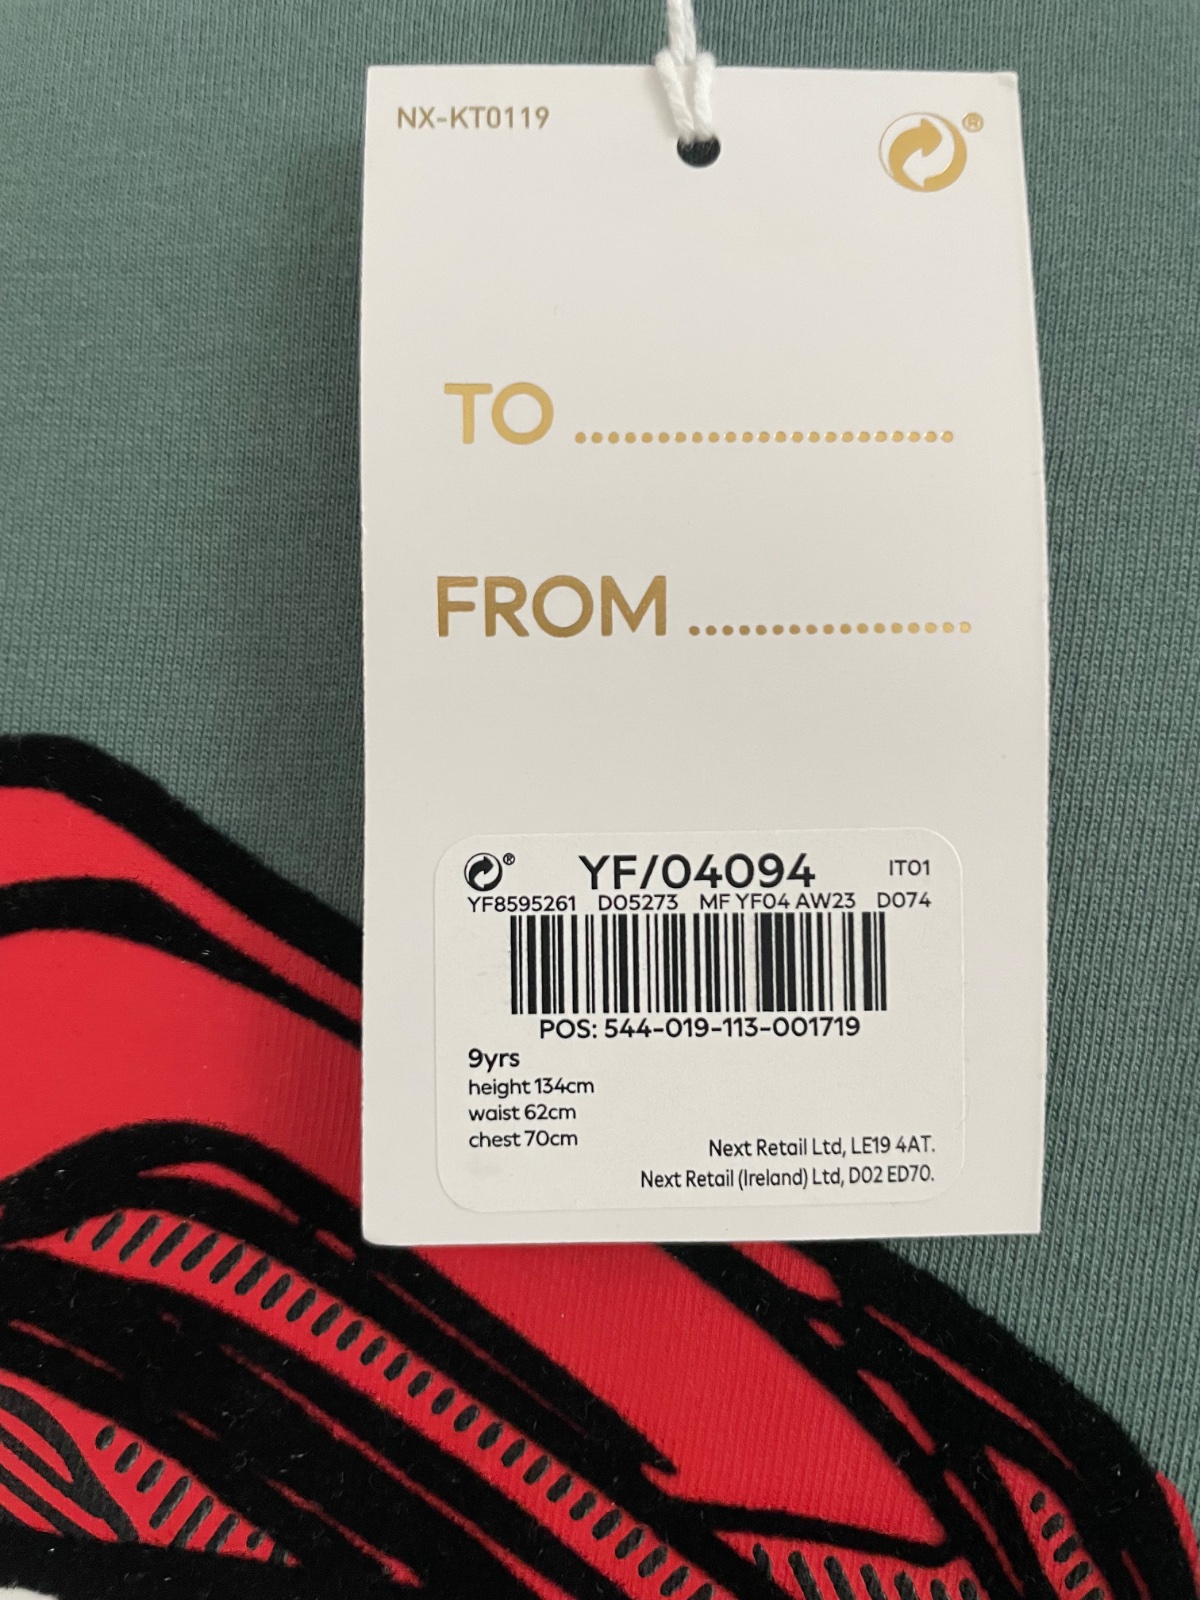 NX-KT0119
®
TO .......................
FROM .................
® YF/04094 IT01
YF8595261 D05273 MF YF04 AW23 D074
POS: 544-019-113-001719
9yrs
height 134cm
waist 62cm
chest 70cm
Next Retail Ltd, LE19 4AT.
Next Retail (Ireland) Ltd, D02 ED70.